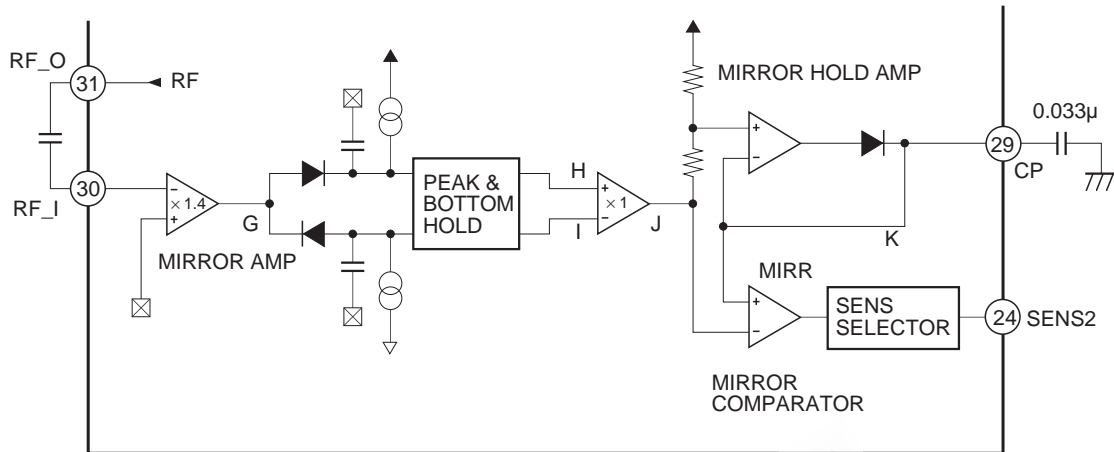 RF_O
31
RF
30
RF_I
−
× 1.4
+
G
MIRROR AMP
PEAK &
BOTTOM
HOLD
H
I
+
× 1
−
J
MIRROR HOLD AMP
+
−
K
0.033µ
29
CP
MIRR
+
−
SENS
SELECTOR
24
SENS2
MIRROR
COMPARATOR